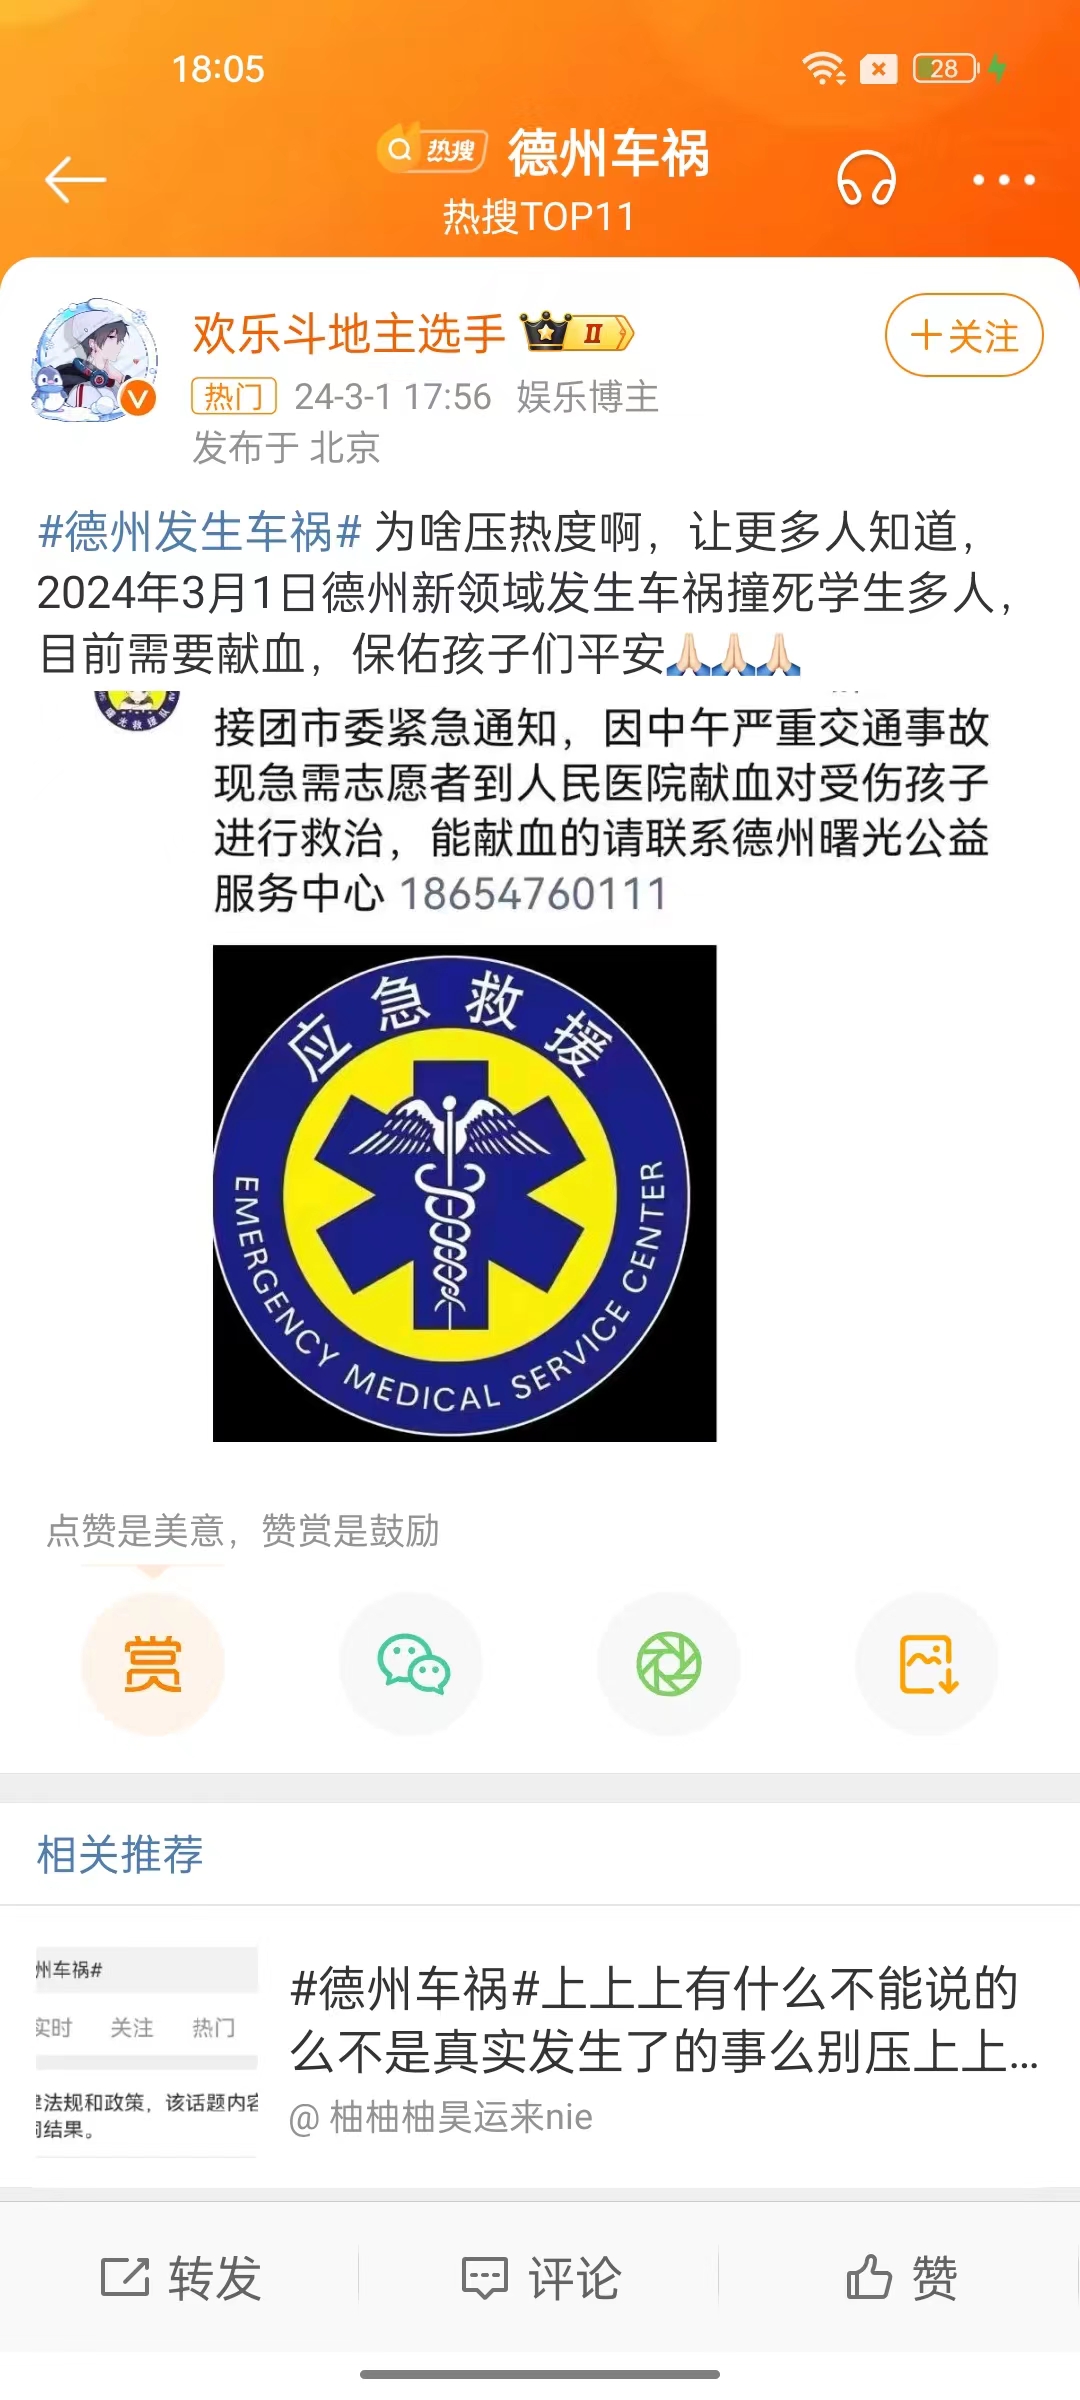 18:05
28
热搜 德州车祸
热搜TOP11
欢乐斗地主选手 II
+关注
热门 24-3-1 17:56 娱乐博主
发布于 北京
#德州发生车祸# 为啥压热度啊，让更多人知道，
2024年3月1日德州新领域发生车祸撞死学生多人，
目前需要献血，保佑孩子们平安🙏🏻🙏🏻🙏🏻
曙光救援队
接团市委紧急通知，因中午严重交通事故
现急需志愿者到人民医院献血对受伤孩子
进行救治，能献血的请联系德州曙光公益
服务中心 18654760111
应急救援
EMERGENCY MEDICAL SERVICE CENTER
点赞是美意，赞赏是鼓励
赏
相关推荐
州车祸#
实时 关注 热门
法规和政策，该话题内容
结果。
#德州车祸#上上上有什么不能说的
么不是真实发生了的事么别压上上...
@ 柚柚柚昊运来nie
转发
评论
赞